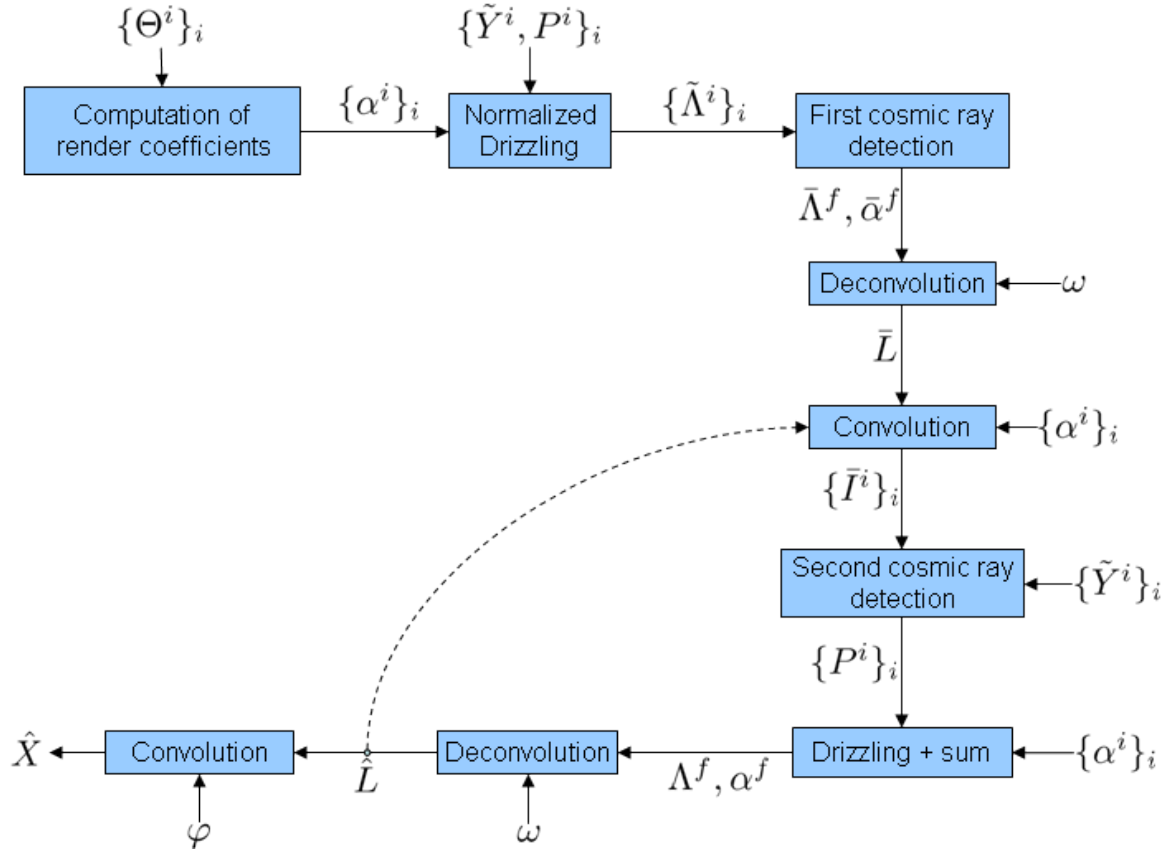 {Θ^i}_i
{Ỹ^i, P^i}_i
Computation of
render coefficients
{α^i}_i
Normalized
Drizzling
{Λ̃^i}_i
First cosmic ray
detection
Λ̄^f, ᾱ^f
Deconvolution
ω
L̄
Convolution
{α^i}_i
{Ī^i}_i
Second cosmic ray
detection
{Ỹ^i}_i
{P^i}_i
X̂
Convolution
L̂
Deconvolution
Λ^f, α^f
Drizzling + sum
{α^i}_i
φ
ω